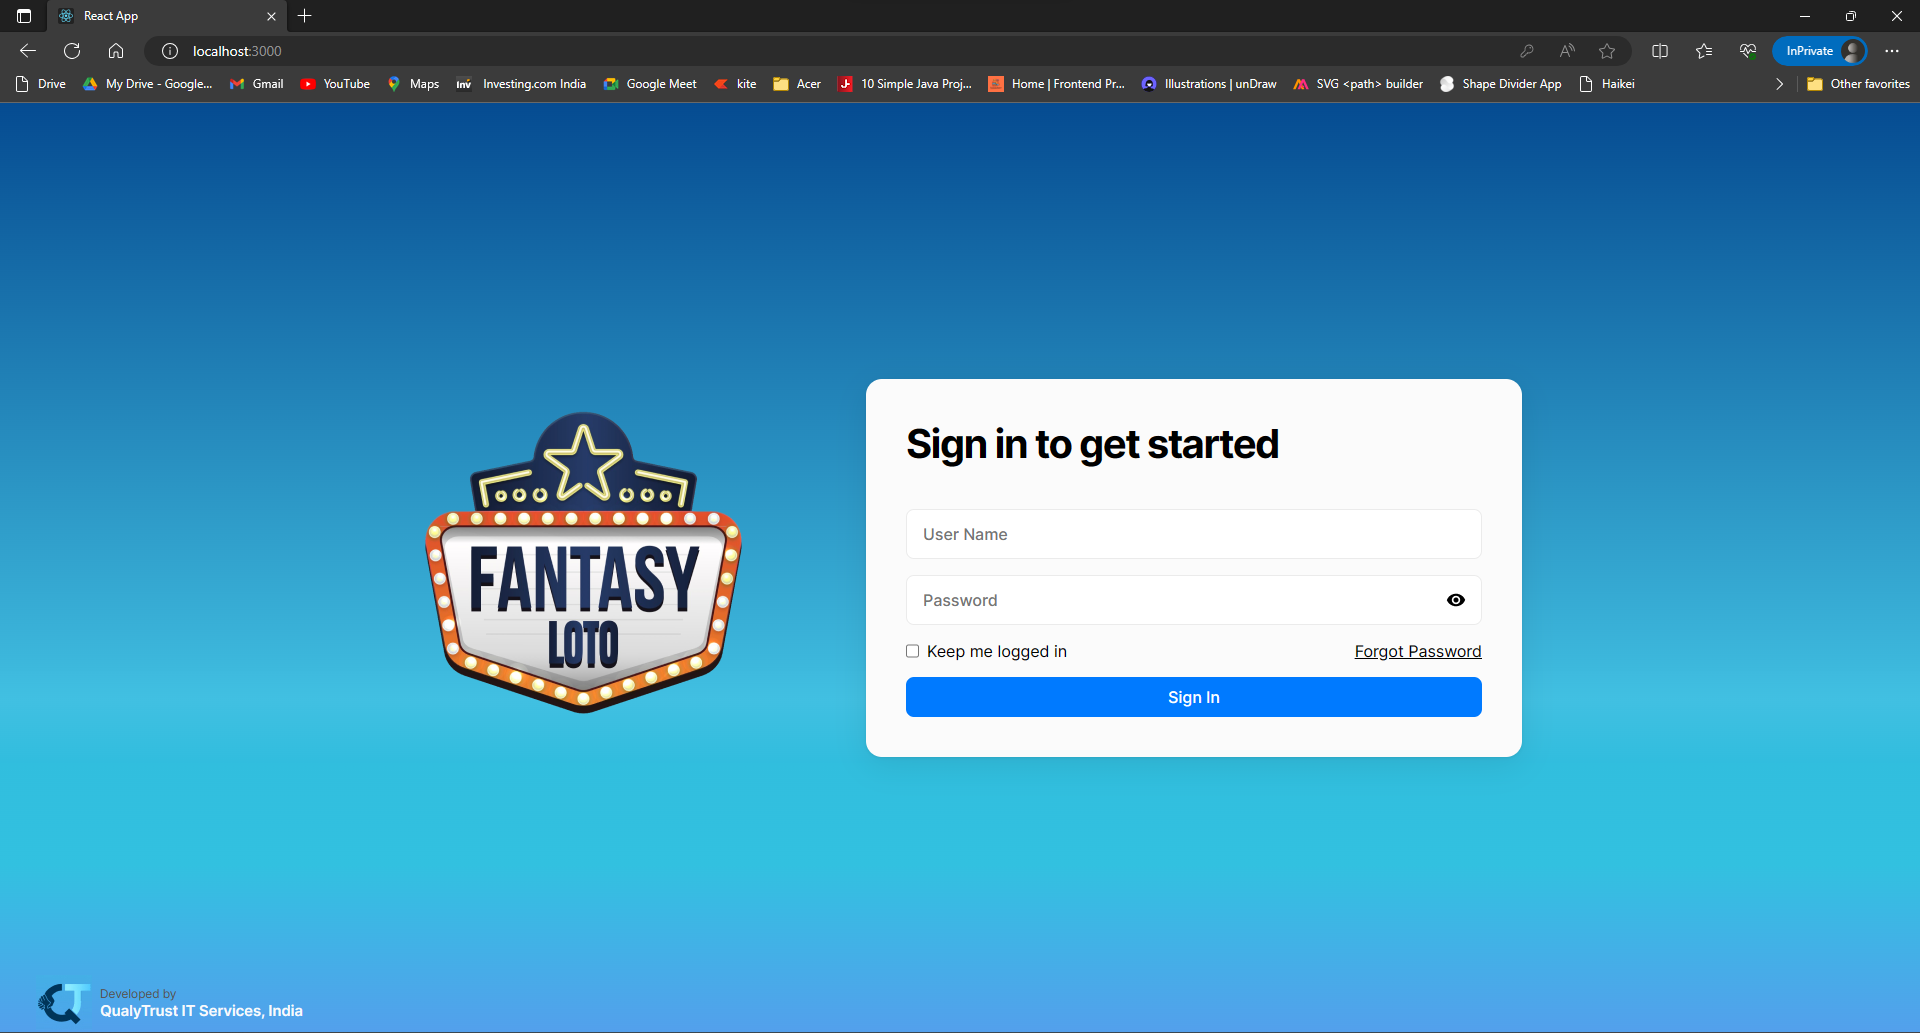 React App
localhost:3000
InPrivate
Drive
My Drive - Google...
Gmail
YouTube
Maps
Inv
Investing.com India
Google Meet
kite
Acer
10 Simple Java Proj...
Home | Frontend Pr...
Illustrations | unDraw
SVG <path> builder
Shape Divider App
Haikei
Other favorites
FANTASY
LOTO
Sign in to get started
User Name
Password
Keep me logged in
Forgot Password
Sign In
QT
Developed by
QualyTrust IT Services, India